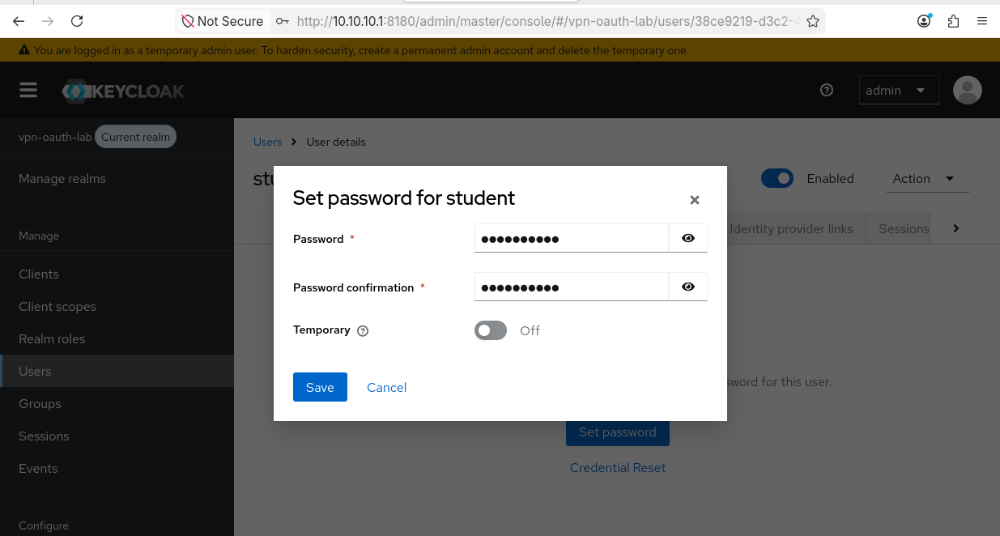 Not Secure
http://10.10.10.1:8180/admin/master/console/#/vpn-oauth-lab/users/38ce9219-d3c2-4
You are logged in as a temporary admin user. To harden security, create a permanent admin account and delete the temporary one.
KEYCLOAK
admin
vpn-oauth-lab Current realm
Manage realms
Manage
Clients
Client scopes
Realm roles
Users
Groups
Sessions
Events
Configure
Users > User details
stu
Enabled
Action
Identity provider links
Sessions
Set password for student
Password *
Password confirmation *
Temporary
Off
Save
Cancel
sword for this user.
Set password
Credential Reset